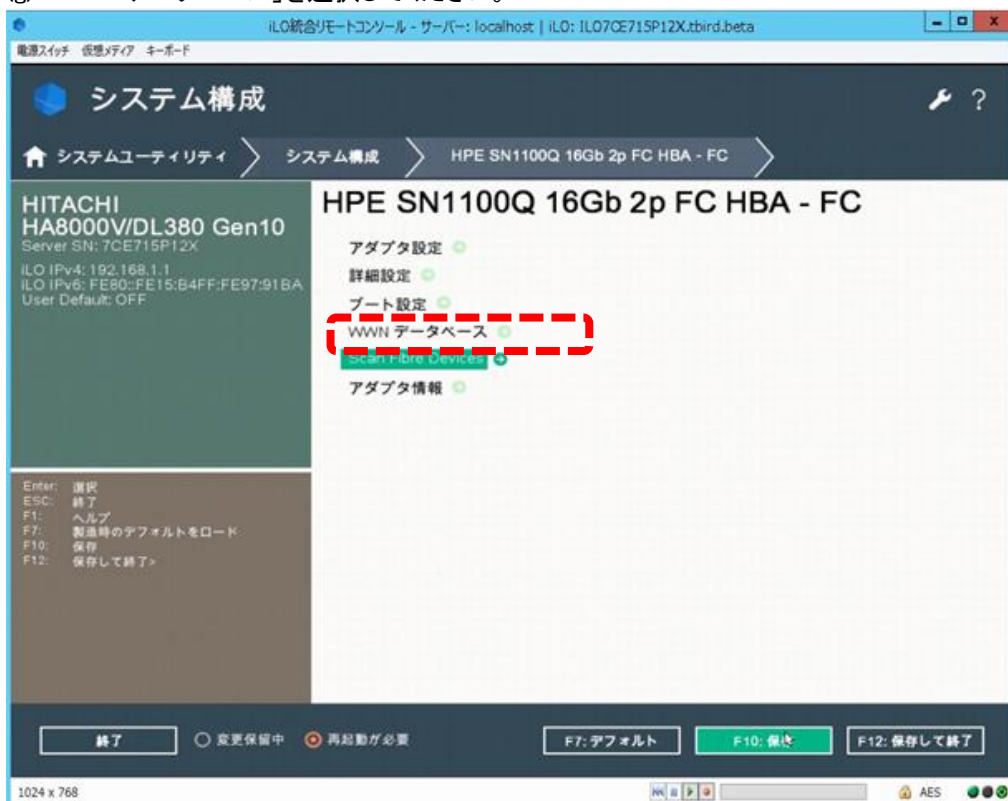 を選択してください。
iLO統合リモートコンソール - サーバー: localhost | iLO: ILO7CE715P12X.tbird.beta
電源スイッチ 仮想メディア キーボード
システム構成
?
システムユーティリティ
システム構成
HPE SN1100Q 16Gb 2p FC HBA - FC
HITACHI
HA8000V/DL380 Gen10
Server SN: 7CE715P12X
iLO IPv4: 192.168.1.1
iLO IPv6: FE80::FE15:B4FF:FE97:91BA
User Default: OFF
HPE SN1100Q 16Gb 2p FC HBA - FC
アダプタ設定
詳細設定
ブート設定
WWN データベース
Scan Fibre Devices
アダプタ情報
Enter: 選択
ESC: 終了
F1: ヘルプ
F7: 製造時のデフォルトをロード
F10: 保存
F12: 保存して終了>
終了
変更保留中
再起動が必要
F7: デフォルト
F10: 保存
F12: 保存して終了
1024 x 768
AES